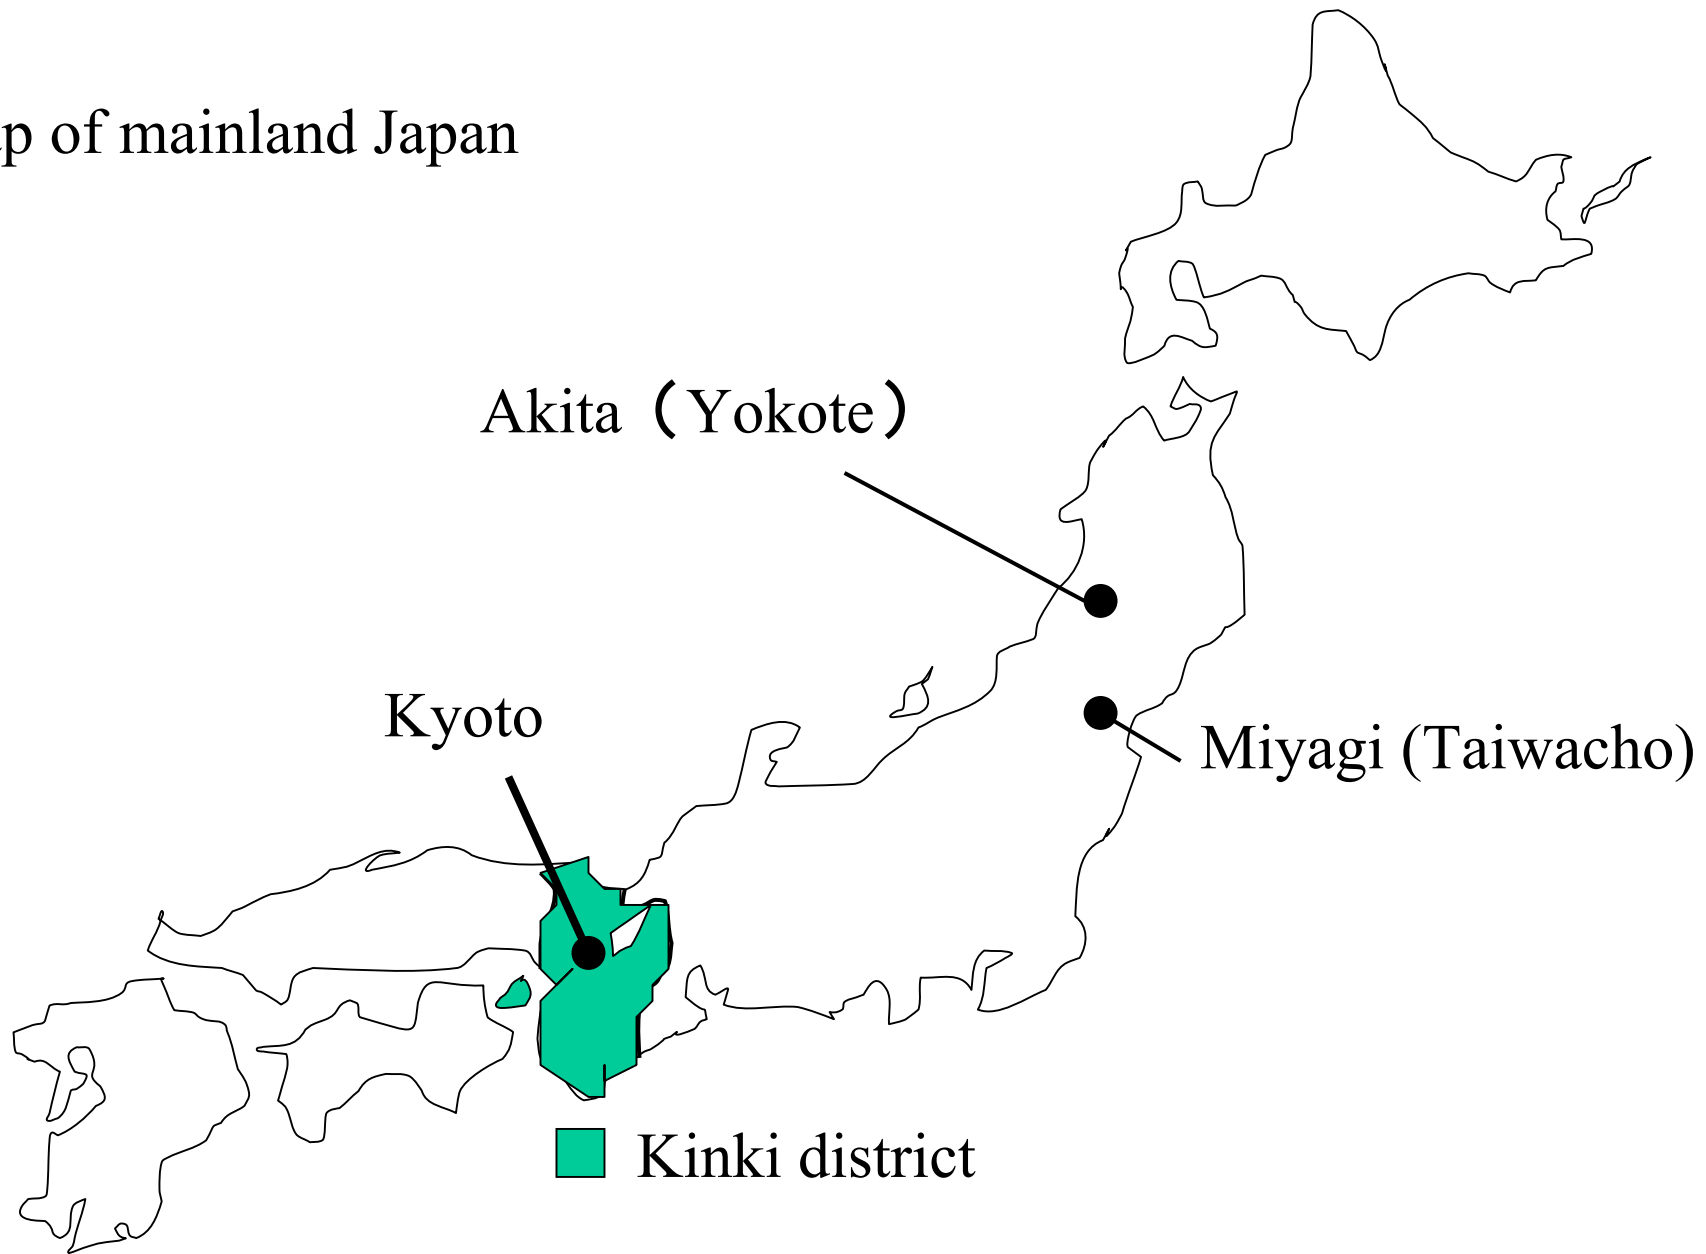 p of mainland Japan
Akita（Yokote）
Kyoto
Miyagi (Taiwacho)
Kinki district